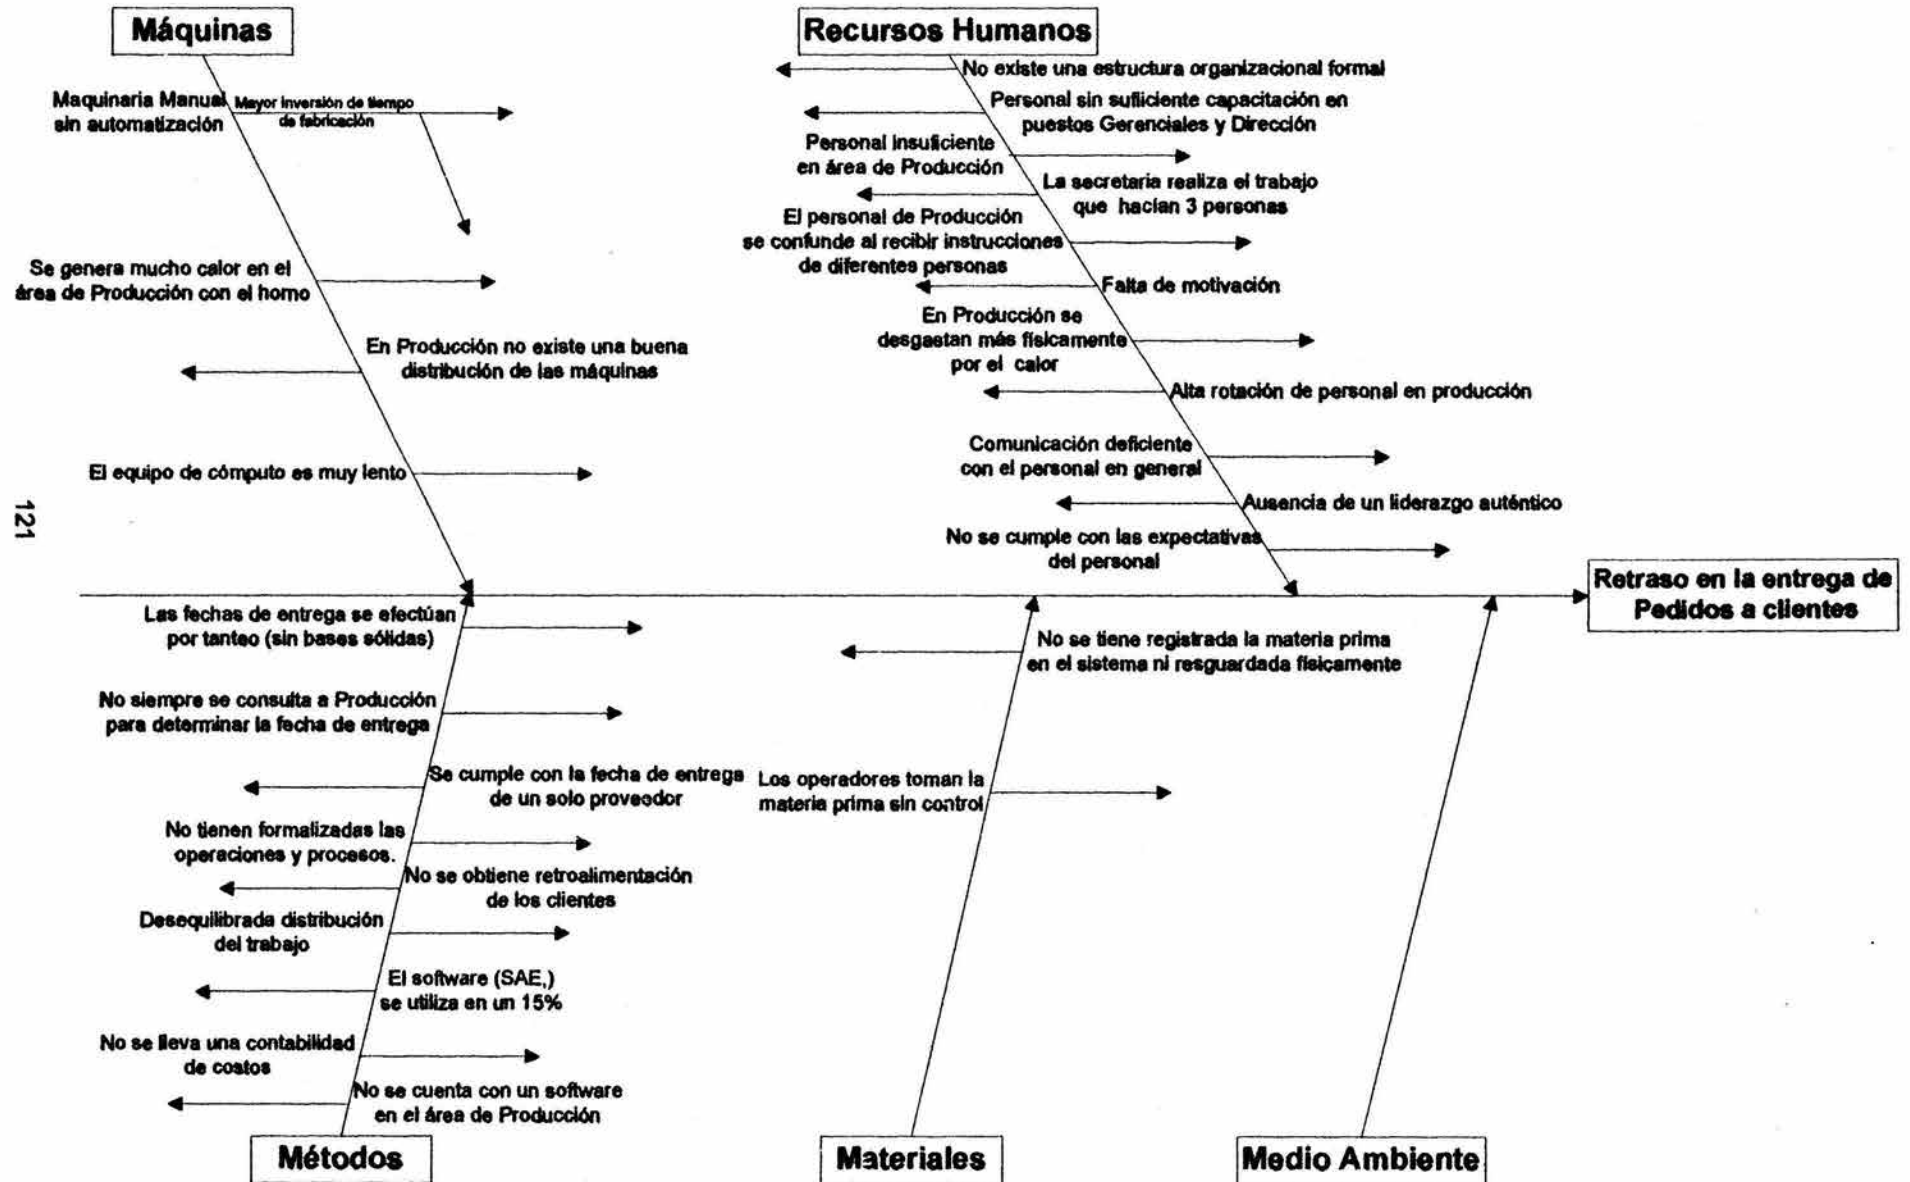 Máquinas
Maquinaria Manual
sin automatización
Mayor inversión de tiempo
de fabricación
Se genera mucho calor en el
área de Producción con el horno
En Producción no existe una buena
distribución de las máquinas
El equipo de cómputo es muy lento
Recursos Humanos
No existe una estructura organizacional formal
Personal sin sufiiciente capacitación en
puestos Gerenciales y Dirección
Personal insuficiente
en área de Producción
La secretaria realiza el trabajo
que hacían 3 personas
El personal de Producción
se confunde al recibir instrucciones
de diferentes personas
Falta de motivación
En Producción se
desgastan más físicamente
por el calor
Alta rotación de personal en producción
Comunicación deficiente
con el personal en general
Ausencia de un liderazgo auténtico
No se cumple con las expectativas
del personal
121
Retraso en la entrega de
Pedidos a clientes
Las fechas de entrega se efectúan
por tanteo (sin bases sólidas)
No siempre se consulta a Producción
para determinar la fecha de entrega
Se cumple con la fecha de entrega
de un solo proveedor
No tienen formalizadas las
operaciones y procesos.
No se obtiene retroalimentación
de los clientes
Desequilibrada distribución
del trabajo
El software (SAE,)
se utiliza en un 15%
No se lleva una contabilidad
de costos
No se cuenta con un software
en el área de Producción
Métodos
No se tiene registrada la materia prima
en el sistema ni resguardada físicamente
Los operadores toman la
materia prima sin control
Materiales
Medio Ambiente